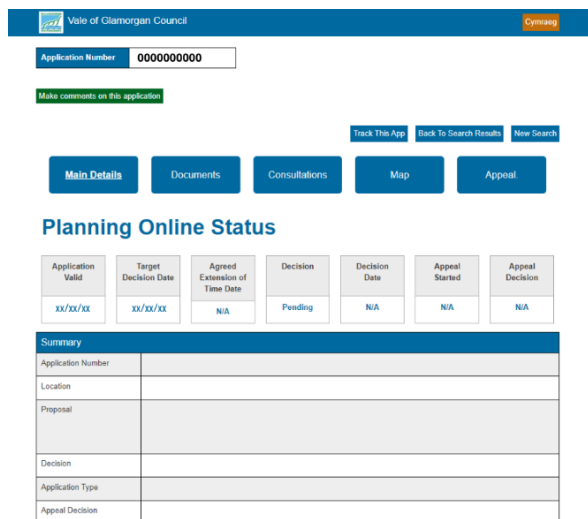 Vale of Glamorgan Council
Cymraeg
Application Number 0000000000
Make comments on this application
Track This App Back To Search Results New Search
Main Details Documents Consultations Map Appeal
Planning Online Status
Application Valid Target Decision Date Agreed Extension of Time Date Decision Decision Date Appeal Started Appeal Decision
xx/xx/xx xx/xx/xx N/A Pending N/A N/A N/A
Summary
Application Number
Location
Proposal
Decision
Application Type
Appeal Decision